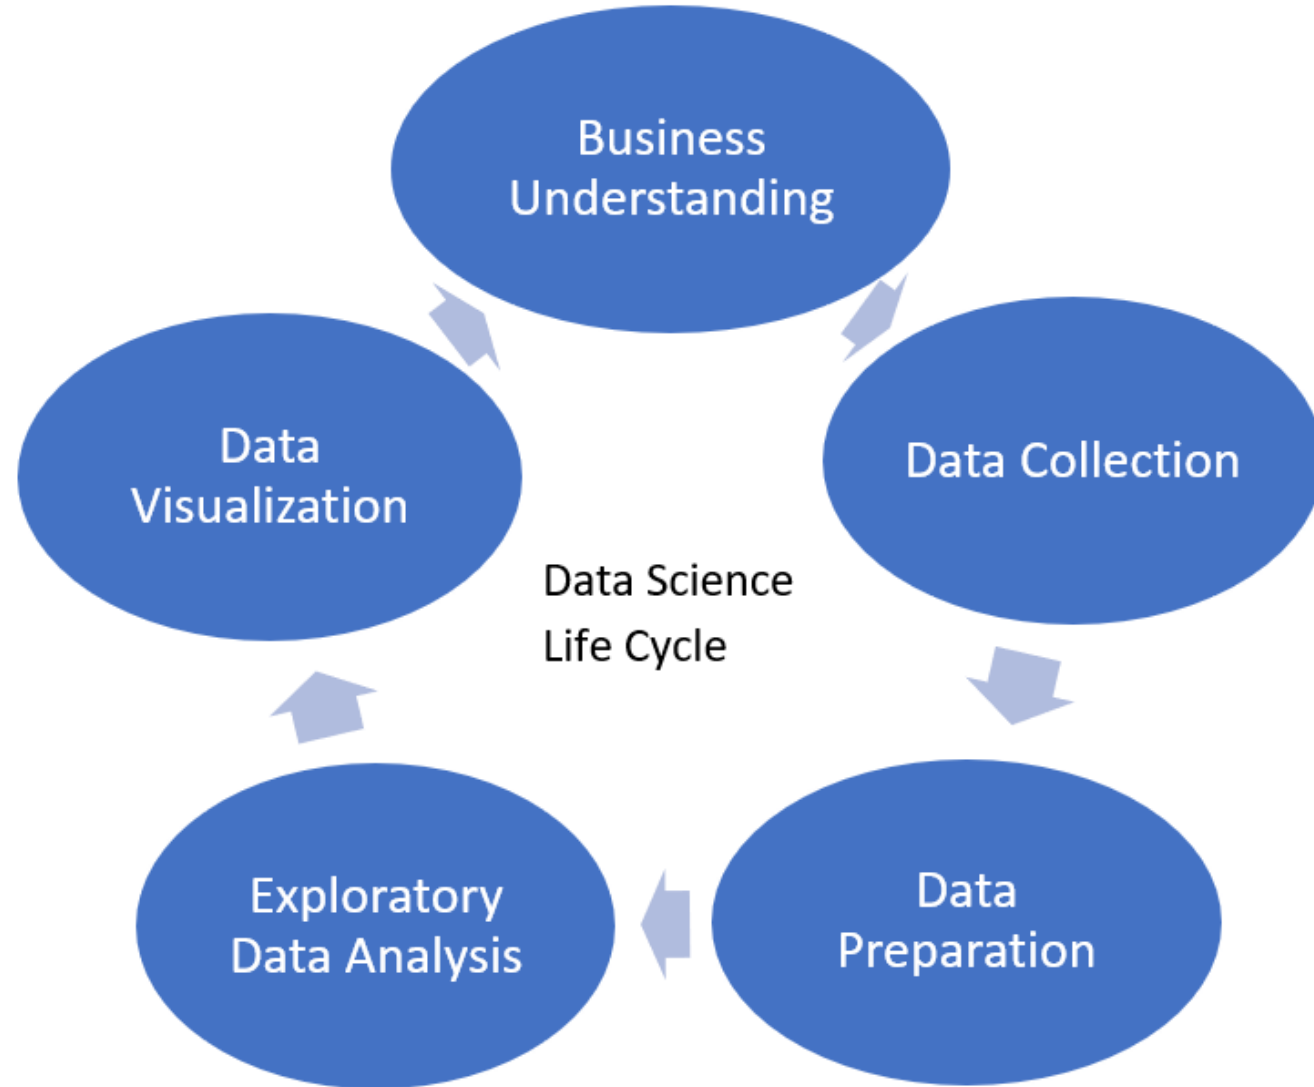 Business
Understanding
Data Collection
Data
Preparation
Exploratory
Data Analysis
Data
Visualization
Data Science
Life Cycle